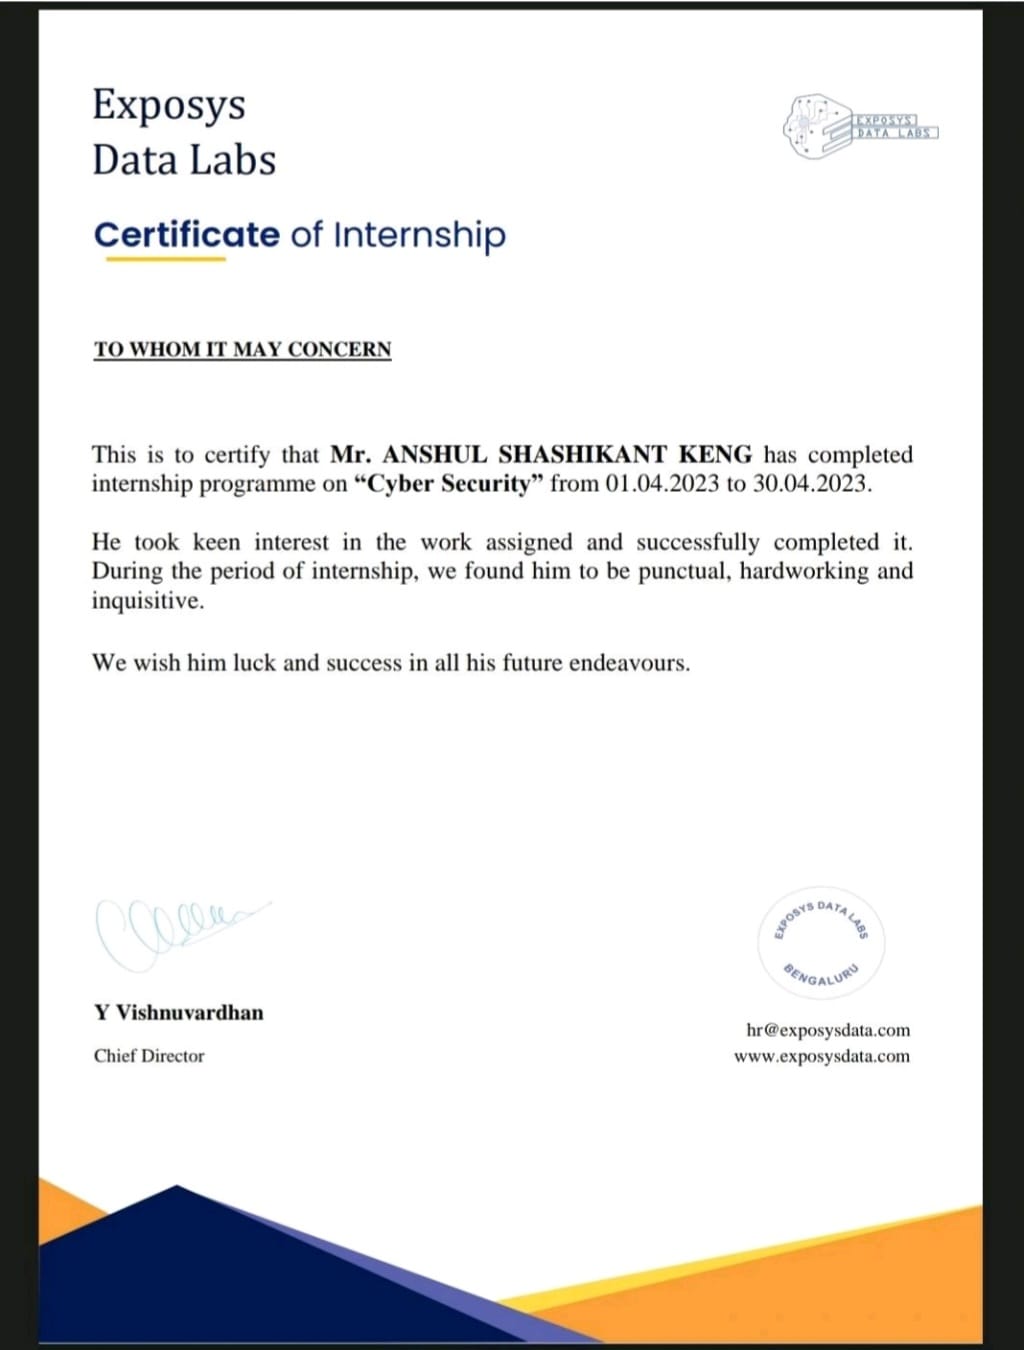 Exposys
Data Labs
EXPOSYS
DATA LABS
Certificate of Internship
TO WHOM IT MAY CONCERN
This is to certify that Mr. ANSHUL SHASHIKANT KENG has completed
internship programme on “Cyber Security” from 01.04.2023 to 30.04.2023.
He took keen interest in the work assigned and successfully completed it.
During the period of internship, we found him to be punctual, hardworking and
inquisitive.
We wish him luck and success in all his future endeavours.
EXPOSYS DATA LABS
BENGALURU
Y Vishnuvardhan
Chief Director
hr@exposysdata.com
www.exposysdata.com